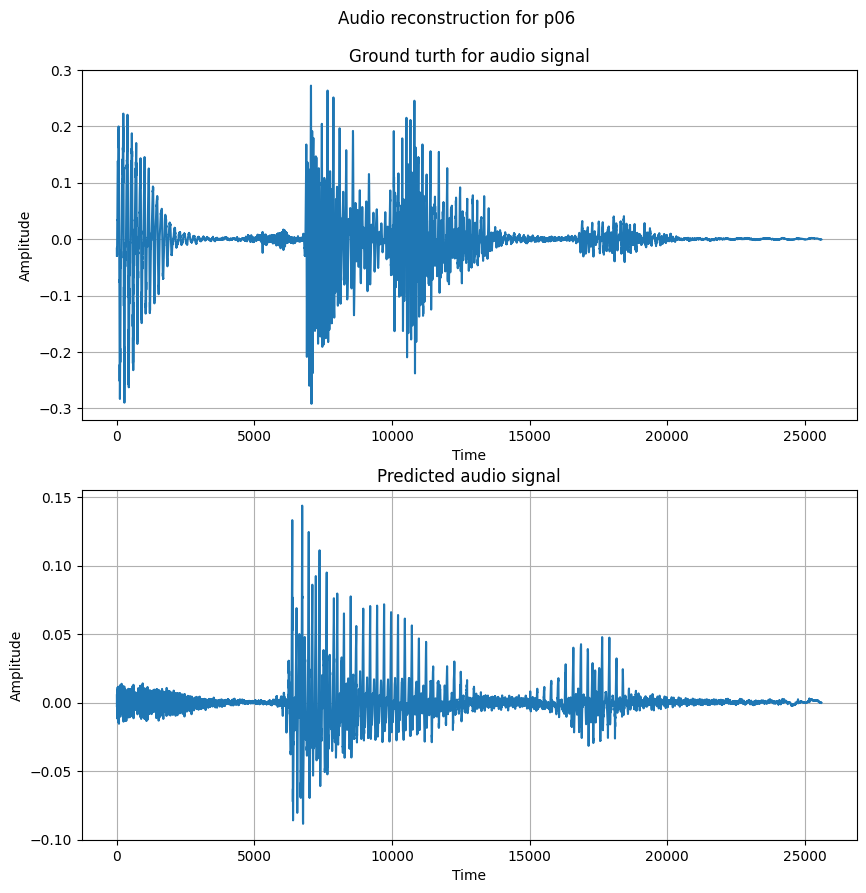 Audio reconstruction for p06
Ground turth for audio signal
0.3
0.2
0.1
0.0
−0.1
−0.2
−0.3
Amplitude
0 5000 10000 15000 20000 25000
Time
Predicted audio signal
0.15
0.10
0.05
0.00
−0.05
−0.10
Amplitude
0 5000 10000 15000 20000 25000
Time